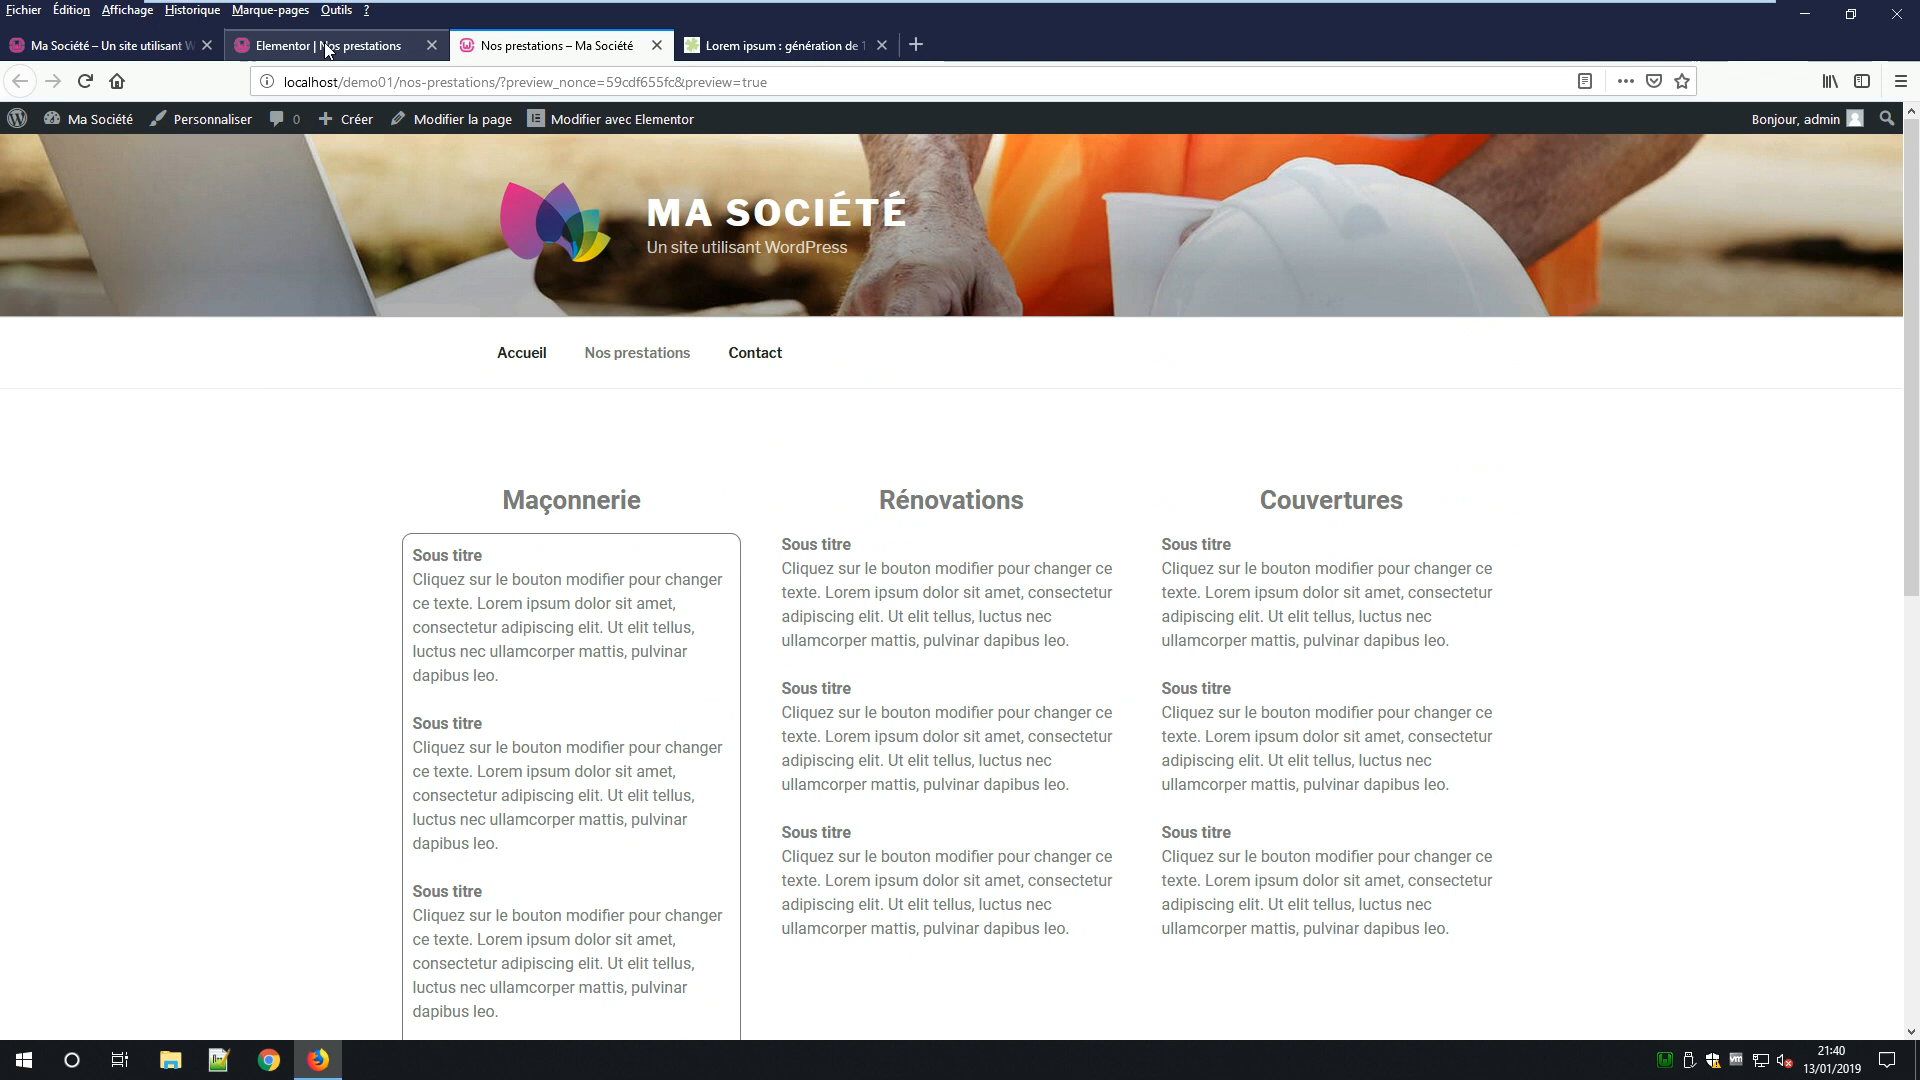 Fichier Édition Affichage Historique Marque-pages Outils ?
Ma Société – Un site utilisant W
Elementor | Nos prestations
Nos prestations – Ma Société
Lorem ipsum : génération de 1
localhost/demo01/nos-prestations/?preview_nonce=59cdf655fc&preview=true
Ma Société Personnaliser 0 Créer Modifier la page Modifier avec Elementor Bonjour, admin
MA SOCIÉTÉ
Un site utilisant WordPress
Accueil Nos prestations Contact
Maçonnerie
Sous titre
Cliquez sur le bouton modifier pour changer
ce texte. Lorem ipsum dolor sit amet,
consectetur adipiscing elit. Ut elit tellus,
luctus nec ullamcorper mattis, pulvinar
dapibus leo.
Sous titre
Cliquez sur le bouton modifier pour changer
ce texte. Lorem ipsum dolor sit amet,
consectetur adipiscing elit. Ut elit tellus,
luctus nec ullamcorper mattis, pulvinar
dapibus leo.
Sous titre
Cliquez sur le bouton modifier pour changer
ce texte. Lorem ipsum dolor sit amet,
consectetur adipiscing elit. Ut elit tellus,
luctus nec ullamcorper mattis, pulvinar
dapibus leo.
Rénovations
Sous titre
Cliquez sur le bouton modifier pour changer ce
texte. Lorem ipsum dolor sit amet, consectetur
adipiscing elit. Ut elit tellus, luctus nec
ullamcorper mattis, pulvinar dapibus leo.
Sous titre
Cliquez sur le bouton modifier pour changer ce
texte. Lorem ipsum dolor sit amet, consectetur
adipiscing elit. Ut elit tellus, luctus nec
ullamcorper mattis, pulvinar dapibus leo.
Sous titre
Cliquez sur le bouton modifier pour changer ce
texte. Lorem ipsum dolor sit amet, consectetur
adipiscing elit. Ut elit tellus, luctus nec
ullamcorper mattis, pulvinar dapibus leo.
Couvertures
Sous titre
Cliquez sur le bouton modifier pour changer ce
texte. Lorem ipsum dolor sit amet, consectetur
adipiscing elit. Ut elit tellus, luctus nec
ullamcorper mattis, pulvinar dapibus leo.
Sous titre
Cliquez sur le bouton modifier pour changer ce
texte. Lorem ipsum dolor sit amet, consectetur
adipiscing elit. Ut elit tellus, luctus nec
ullamcorper mattis, pulvinar dapibus leo.
Sous titre
Cliquez sur le bouton modifier pour changer ce
texte. Lorem ipsum dolor sit amet, consectetur
adipiscing elit. Ut elit tellus, luctus nec
ullamcorper mattis, pulvinar dapibus leo.
21:40
13/01/2019